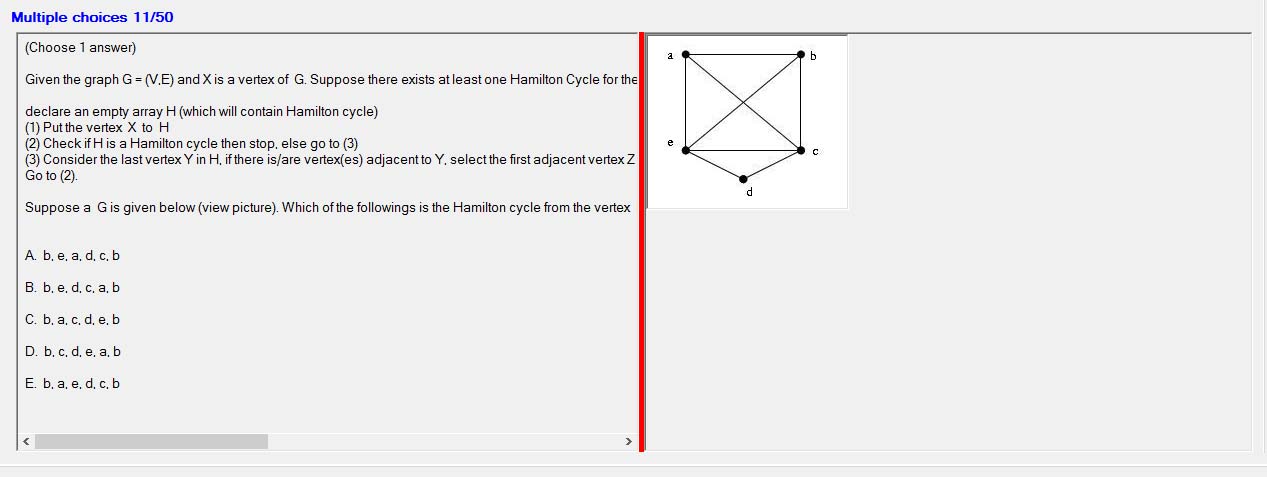 Multiple choices 11/50
(Choose 1 answer)
Given the graph G = (V,E) and X is a vertex of G. Suppose there exists at least one Hamilton Cycle for the
declare an empty array H (which will contain Hamilton cycle)
(1) Put the vertex X to H
(2) Check if H is a Hamilton cycle then stop, else go to (3)
(3) Consider the last vertex Y in H, if there is/are vertex(es) adjacent to Y, select the first adjacent vertex Z
Go to (2).
Suppose a G is given below (view picture). Which of the followings is the Hamilton cycle from the vertex
A. b, e, a, d, c, b
B. b, e, d, c, a, b
C. b, a, c, d, e, b
D. b, c, d, e, a, b
E. b, a, e, d, c, b
a
b
e
c
d